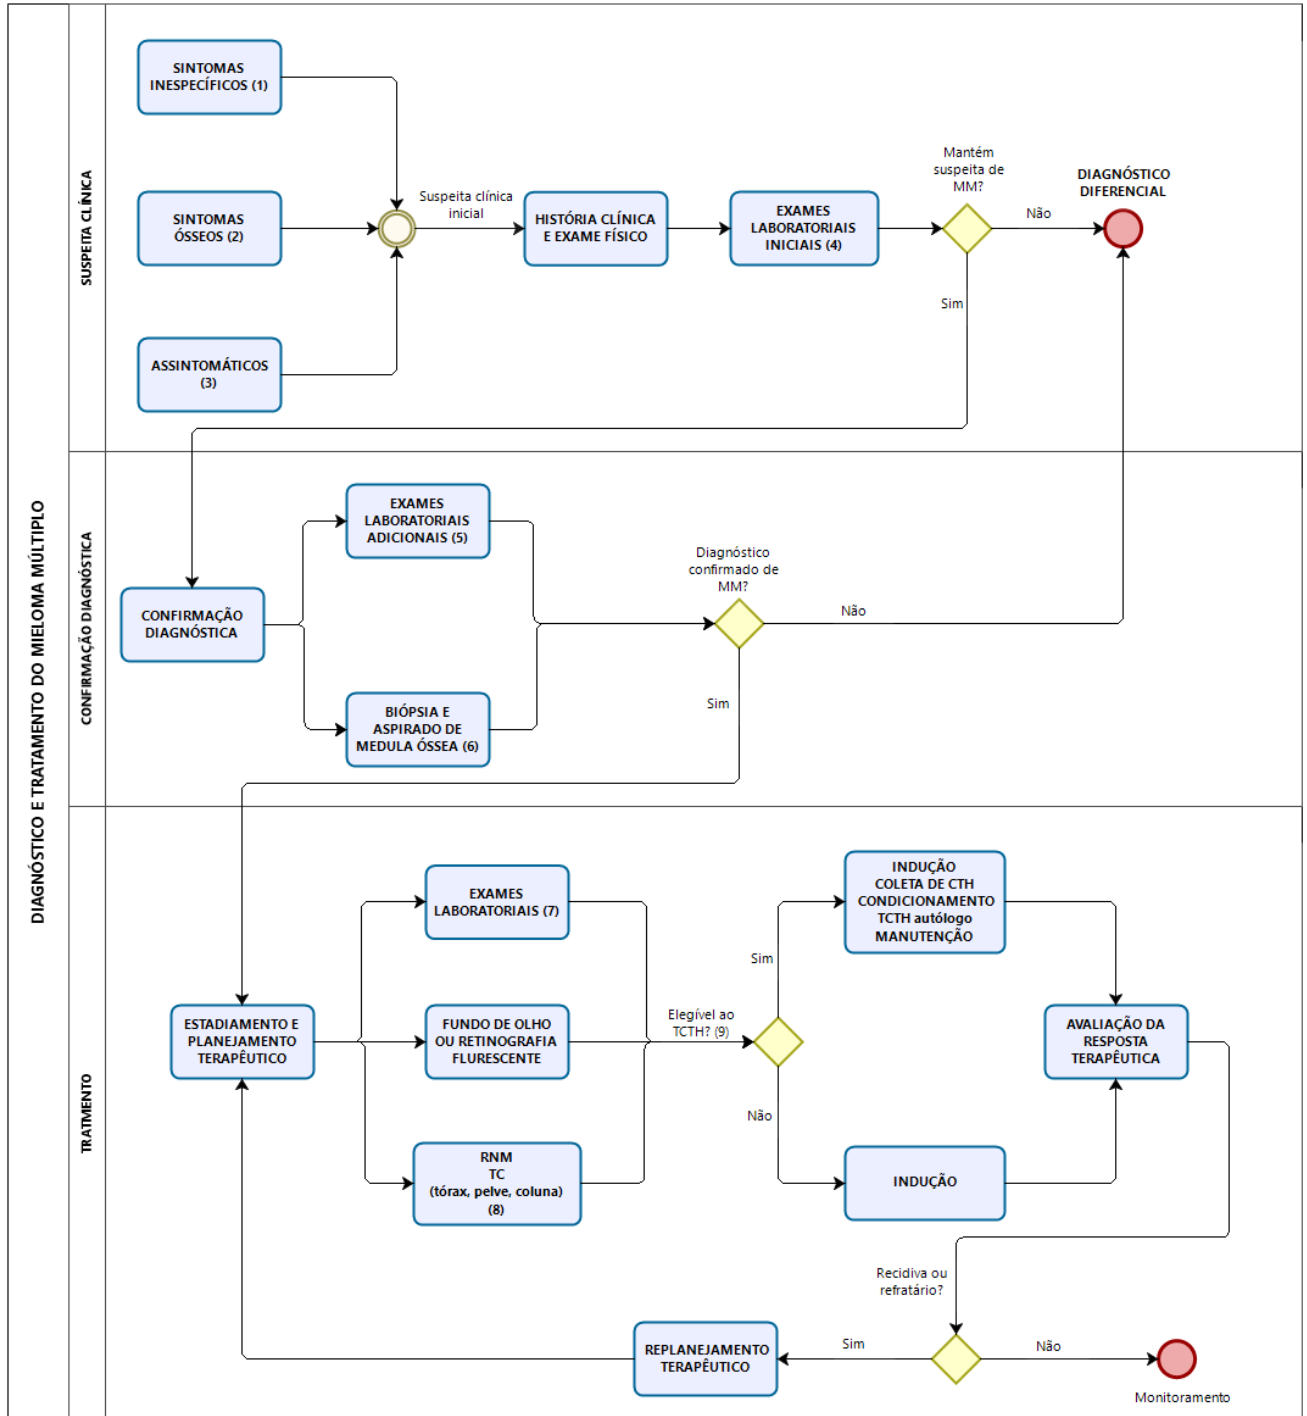 DIAGNÓSTICO E TRATAMENTO DO MIELOMA MÚLTIPLO
SUSPEITA CLÍNICA
SINTOMAS
INESPECÍFICOS (1)
SINTOMAS
ÓSSEOS (2)
ASSINTOMÁTICOS
(3)
Suspeita clínica
inicial
HISTÓRIA CLÍNICA
E EXAME FÍSICO
EXAMES
LABORATORIAIS
INICIAIS (4)
Mantém
suspeita de
MM?
Não
Sim
DIAGNÓSTICO
DIFERENCIAL
CONFIRMAÇÃO DIAGNÓSTICA
CONFIRMAÇÃO
DIAGNÓSTICA
EXAMES
LABORATORIAIS
ADICIONAIS (5)
BIÓPSIA E
ASPIRADO DE
MEDULA ÓSSEA (6)
Diagnóstico
confirmado de
MM?
Não
Sim
TRATMENTO
ESTADIAMENTO E
PLANEJAMENTO
TERAPÊUTICO
EXAMES
LABORATORIAIS (7)
FUNDO DE OLHO
OU RETINOGRAFIA
FLURESCENTE
RNM
TC
(tórax, pelve, coluna)
(8)
Elegível ao
TCTH? (9)
Sim
Não
INDUÇÃO
COLETA DE CTH
CONDICIONAMENTO
TCTH autólogo
MANUTENÇÃO
INDUÇÃO
AVALIAÇÃO DA
RESPOSTA
TERAPÊUTICA
Recidiva ou
refratário?
Sim
Não
REPLANEJAMENTO
TERAPÊUTICO
Monitoramento